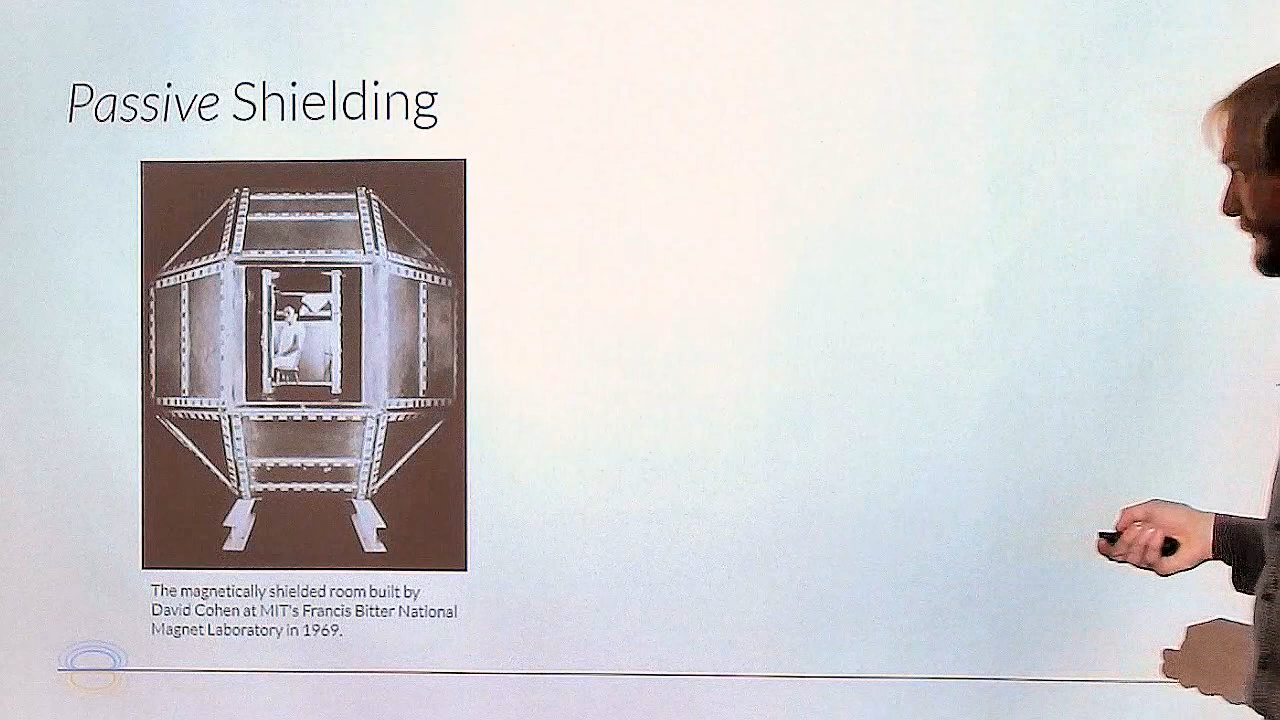 Passive Shielding
The magnetically shielded room built by
David Cohen at MIT's Francis Bitter National
Magnet Laboratory in 1969.